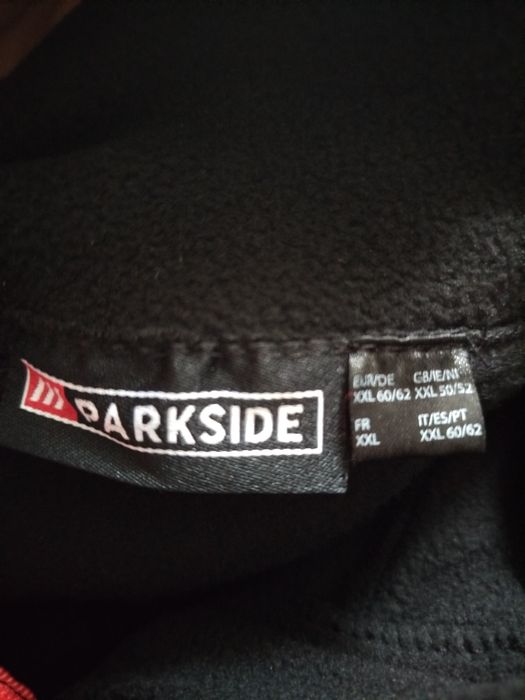 PARKSIDE
EUR/DE GB/IE/NI
XXL 60/62 XXL 50/52
FR IT/ES/PT
XXL XXL 60/62